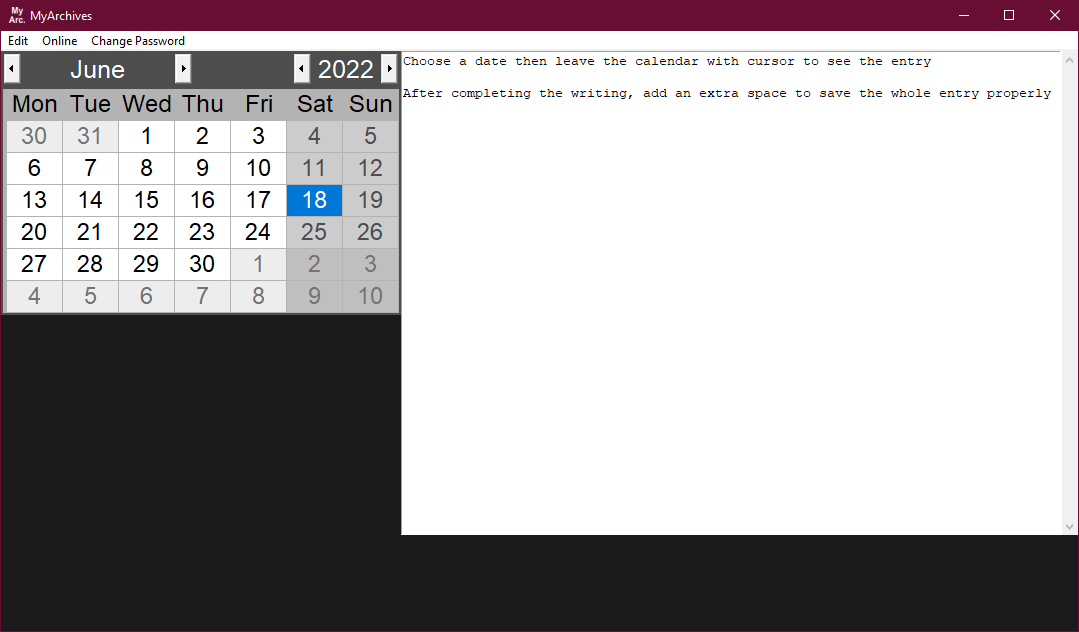 My
Arc. MyArchives
Edit Online Change Password
June 2022
Mon Tue Wed Thu Fri Sat Sun
30 31 1 2 3 4 5
6 7 8 9 10 11 12
13 14 15 16 17 18 19
20 21 22 23 24 25 26
27 28 29 30 1 2 3
4 5 6 7 8 9 10
Choose a date then leave the calendar with cursor to see the entry
After completing the writing, add an extra space to save the whole entry properly